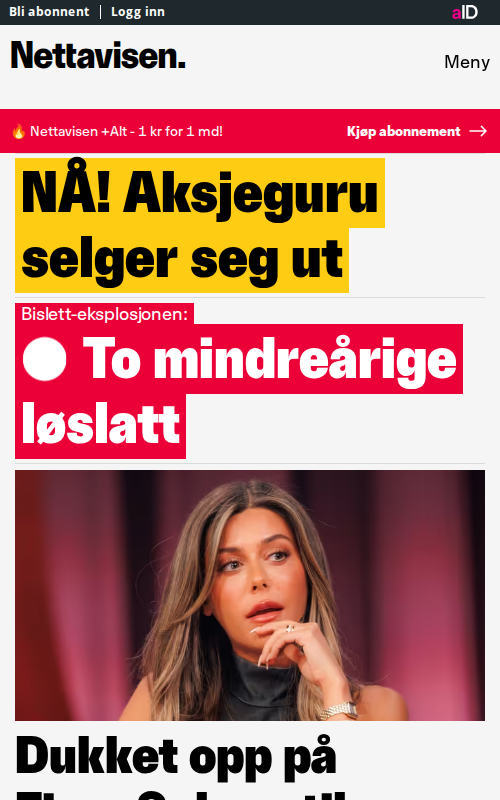 Bli abonnent
Logg inn
aID
Nettavisen.
Meny
🔥 Nettavisen +Alt - 1 kr for 1 md!
Kjøp abonnement →
NÅ! Aksjeguru
selger seg ut
Bislett-eksplosjonen:
To mindreårige
løslatt
Dukket opp på